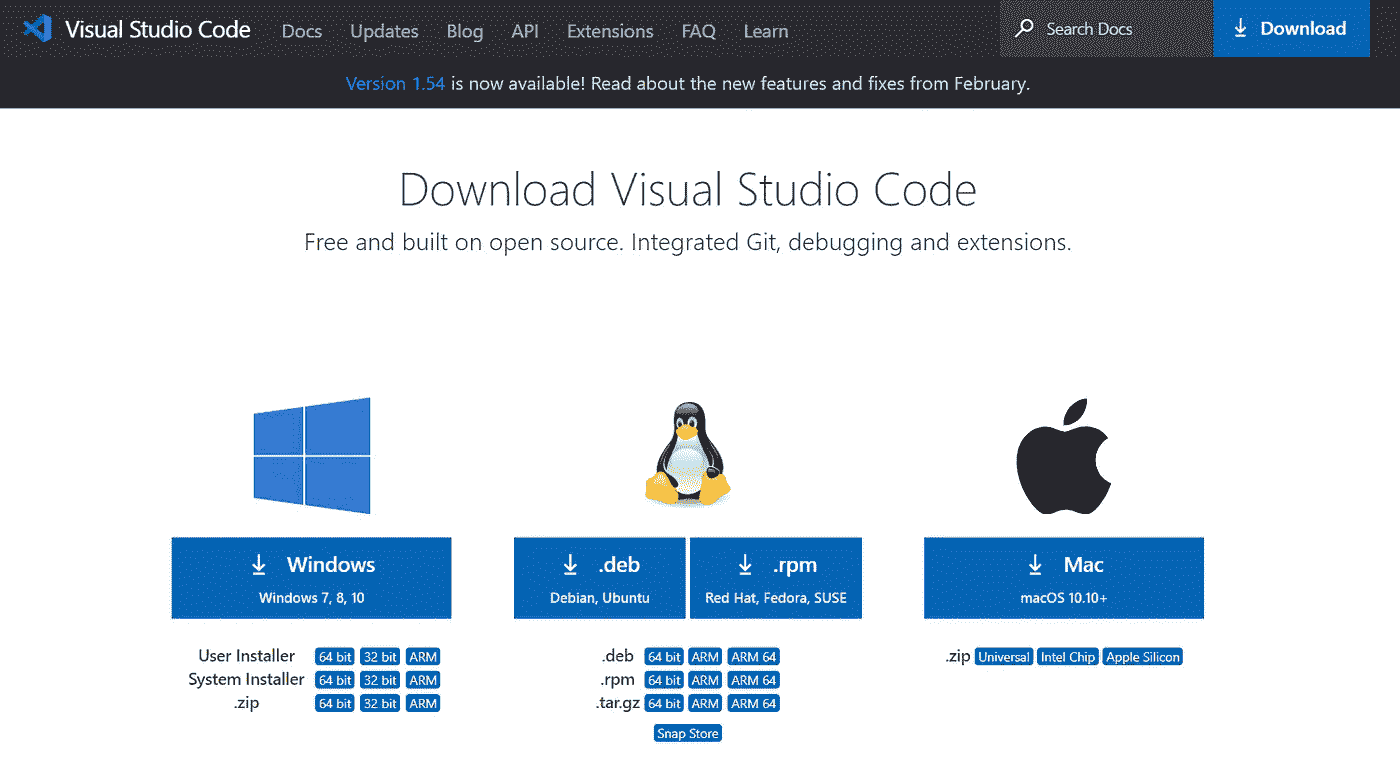 Visual Studio Code Docs Updates Blog API Extensions FAQ Learn Search Docs Download
Version 1.54 is now available! Read about the new features and fixes from February.
Download Visual Studio Code
Free and built on open source. Integrated Git, debugging and extensions.
Windows
Windows 7, 8, 10
.deb
Debian, Ubuntu
.rpm
Red Hat, Fedora, SUSE
Mac
macOS 10.10+
User Installer 64 bit 32 bit ARM
System Installer 64 bit 32 bit ARM
.zip 64 bit 32 bit ARM
.deb 64 bit ARM ARM 64
.rpm 64 bit ARM ARM 64
.tar.gz 64 bit ARM ARM 64
Snap Store
.zip Universal Intel Chip Apple Silicon